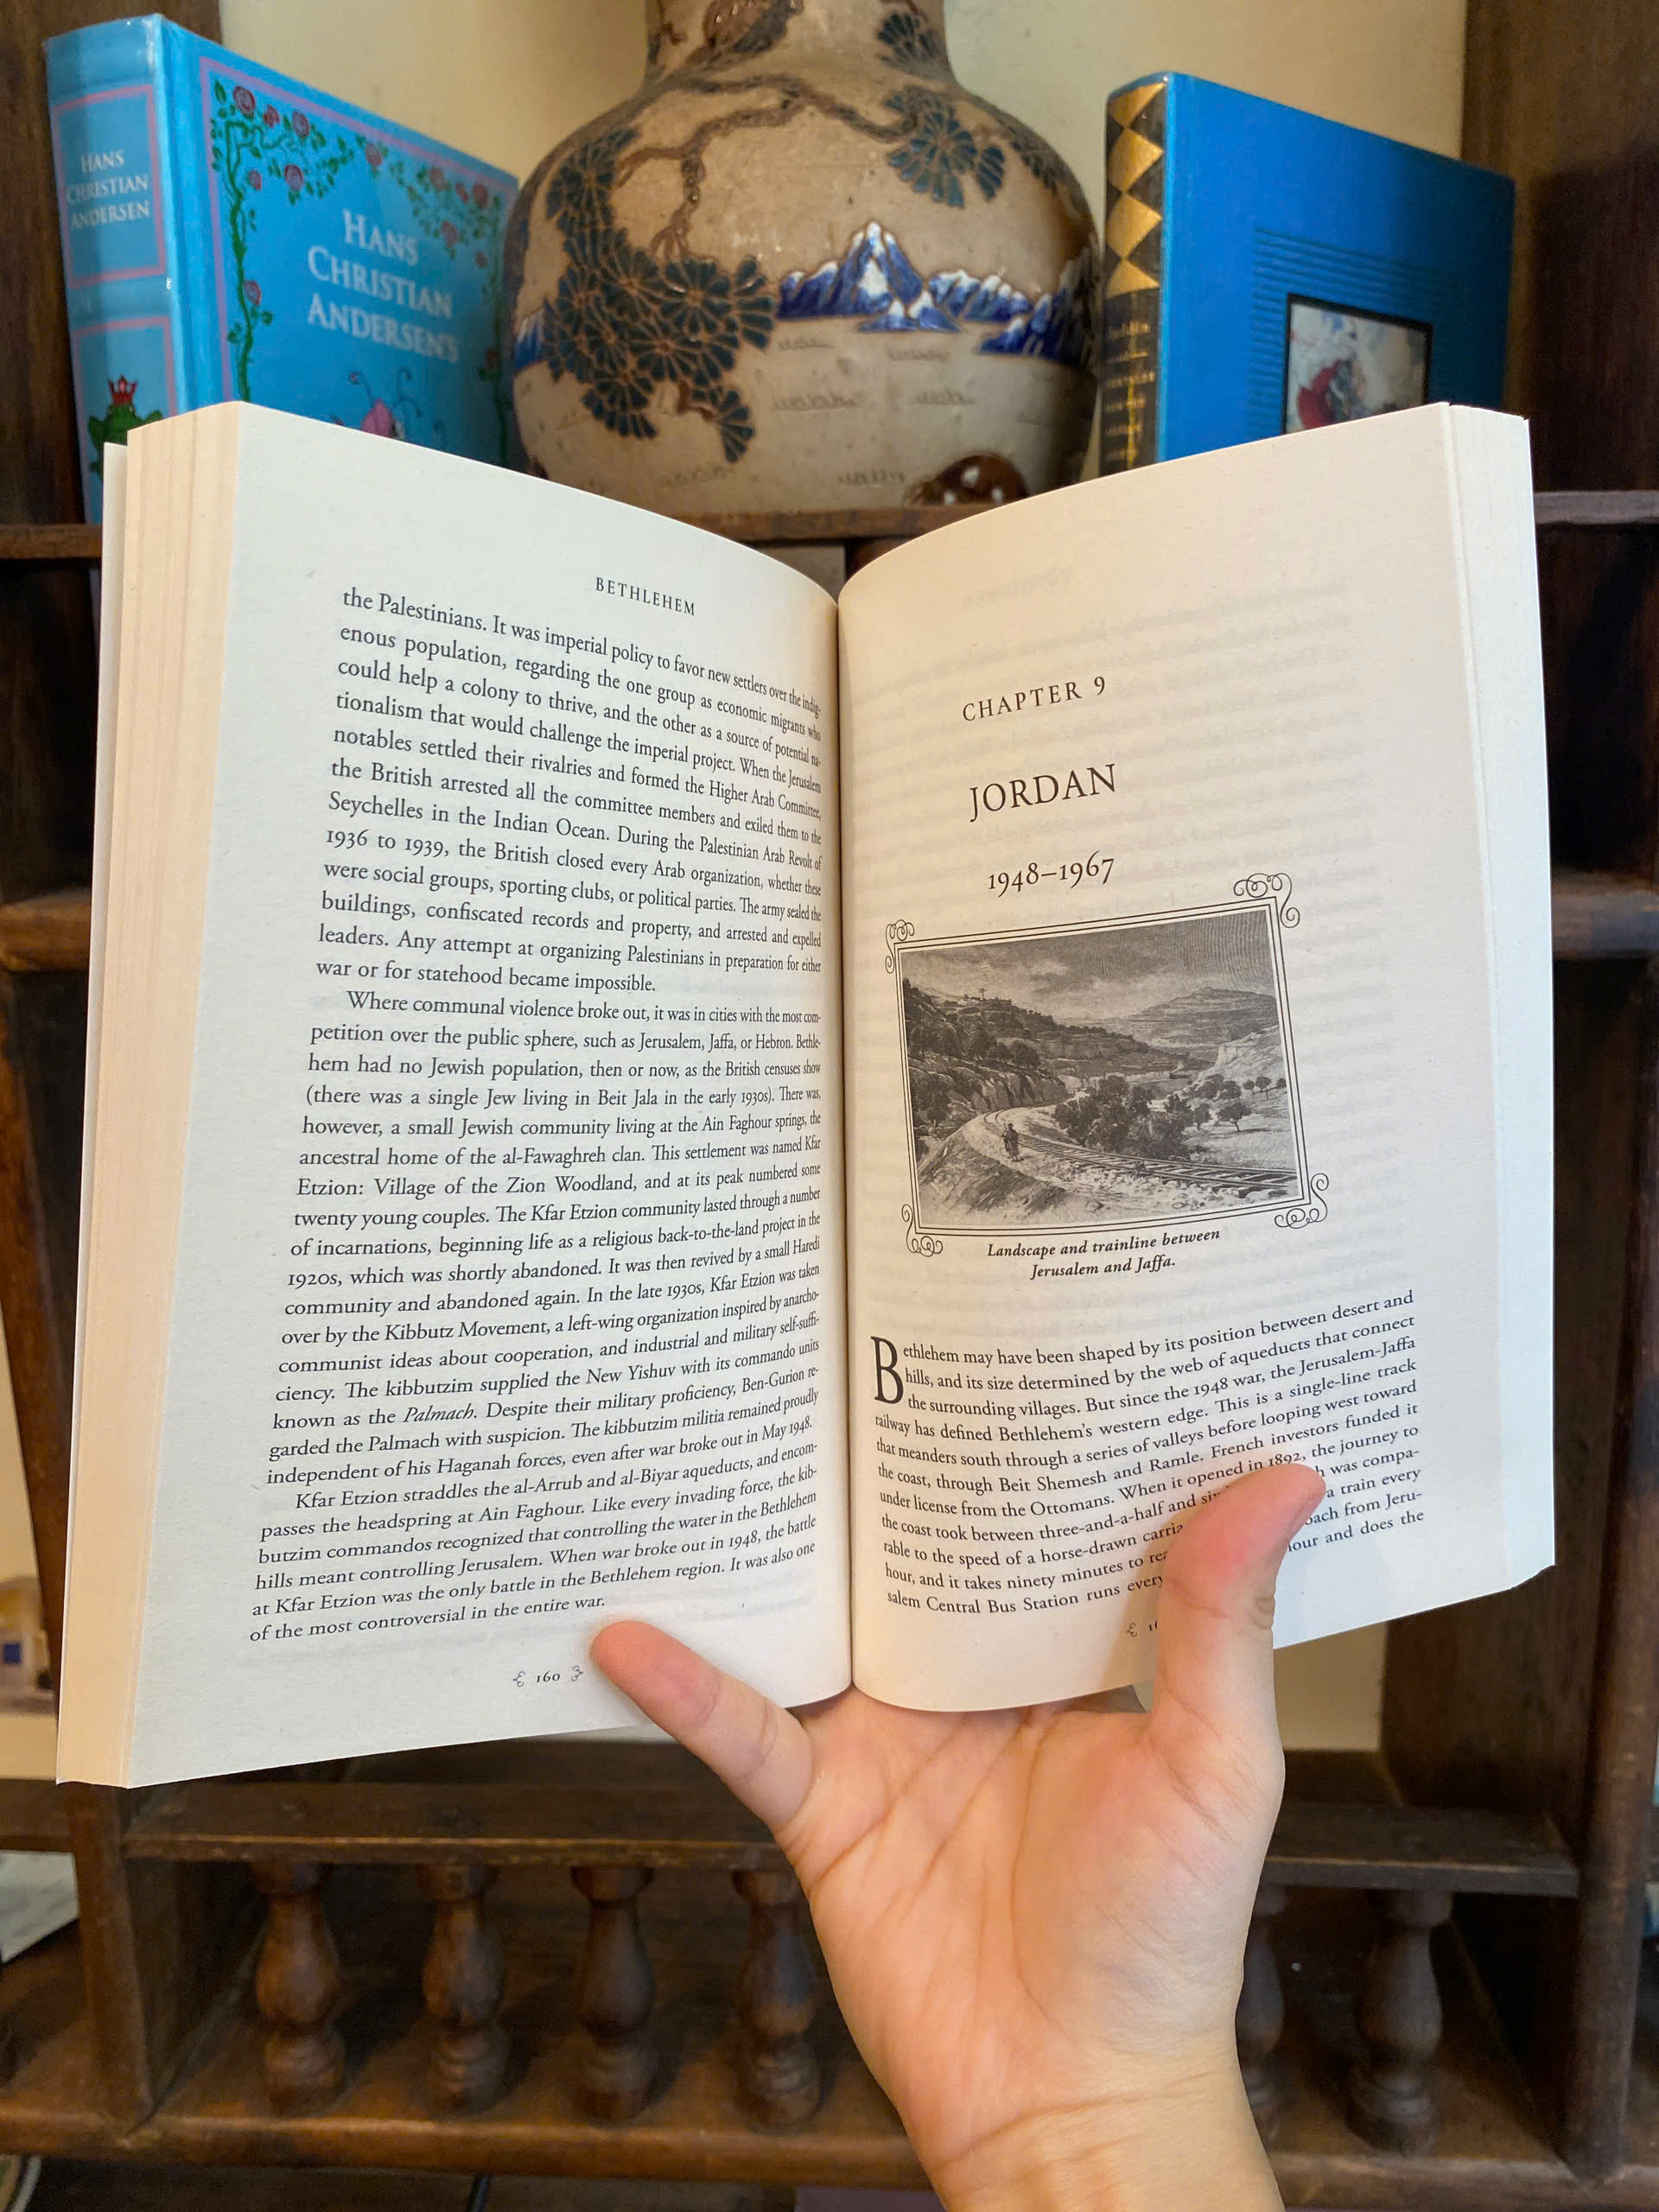 HANS
CHRISTIAN
ANDERSEN
HANS
CHRISTIAN
ANDERSEN'S
BETHLEHEM
the Palestinians. It was imperial policy to favor new settlers over the indig-
enous population, regarding the one group as economic migrants who
could help a colony to thrive, and the other as a source of potential na-
tionalism that would challenge the imperial project. When the Jerusalem
notables settled their rivalries and formed the Higher Arab Committee,
the British arrested all the committee members and exiled them to the
Seychelles in the Indian Ocean. During the Palestinian Arab Revolt of
1936 to 1939, the British closed every Arab organization, whether these
were social groups, sporting clubs, or political parties. The army sealed the
buildings, confiscated records and property, and arrested and expelled
leaders. Any attempt at organizing Palestinians in preparation for either
war or for statehood became impossible.
Where communal violence broke out, it was in cities with the most com-
petition over the public sphere, such as Jerusalem, Jaffa, or Hebron. Bethle-
hem had no Jewish population, then or now, as the British censuses show
(there was a single Jew living in Beit Jala in the early 1930s). There was,
however, a small Jewish community living at the Ain Faghour springs, the
ancestral home of the al-Fawaghreh clan. This settlement was named Kfar
Etzion: Village of the Zion Woodland, and at its peak numbered some
twenty young couples. The Kfar Etzion community lasted through a number
of incarnations, beginning life as a religious back-to-the-land project in the
1920s, which was shortly abandoned. It was then revived by a small Haredi
community and abandoned again. In the late 1930s, Kfar Etzion was taken
over by the Kibbutz Movement, a left-wing organization inspired by anarcho-
communist ideas about cooperation, and industrial and military self-suffi-
ciency. The kibbutzim supplied the New Yishuv with its commando units
known as the Palmach. Despite their military proficiency, Ben-Gurion re-
garded the Palmach with suspicion. The kibbutzim militia remained proudly
independent of his Haganah forces, even after war broke out in May 1948.
Kfar Etzion straddles the al-Arrub and al-Biyar aqueducts, and encom-
passes the headspring at Ain Faghour. Like every invading force, the kib-
butzim commandos recognized that controlling the water in the Bethlehem
hills meant controlling Jerusalem. When war broke out in 1948, the battle
at Kfar Etzion was the only battle in the Bethlehem region. It was also one
of the most controversial in the entire war.
160
CHAPTER 9
JORDAN
1948–1967
Landscape and trainline between
Jerusalem and Jaffa.
Bethlehem may have been shaped by its position between desert and
hills, and its size determined by the web of aqueducts that connect
the surrounding villages. But since the 1948 war, the Jerusalem-Jaffa
railway has defined Bethlehem's western edge. This is a single-line track
that meanders south through a series of valleys before looping west toward
the coast, through Beit Shemesh and Ramle. French investors funded it
under license from the Ottomans. When it opened in 1892, the journey to
the coast took between three-and-a-half and was compa-
rable to the speed of a horse-drawn a train every
hour, and it takes ninety minutes to from Jeru-
salem Central Bus Station runs every hour and does the